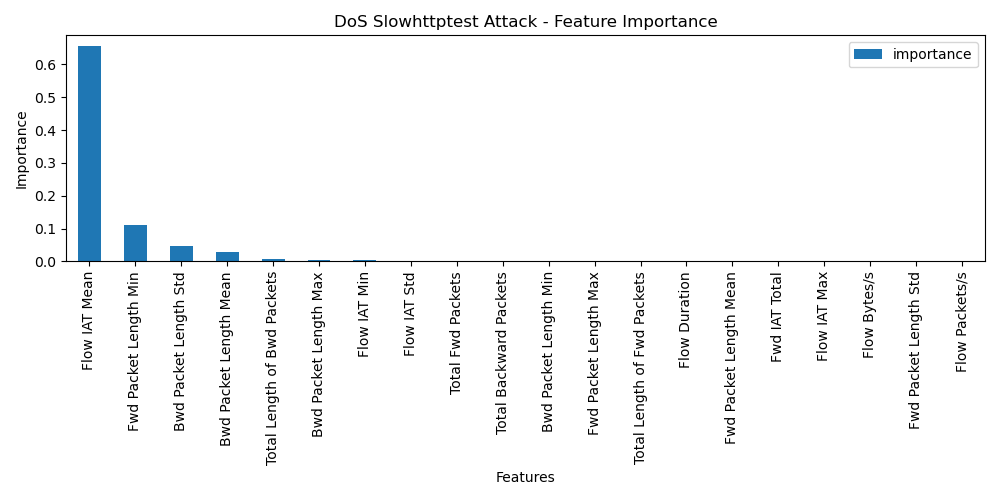 DoS Slowhttptest Attack - Feature Importance
importance
Importance
0.6
0.5
0.4
0.3
0.2
0.1
0.0
Flow IAT Mean
Fwd Packet Length Min
Bwd Packet Length Std
Bwd Packet Length Mean
Total Length of Bwd Packets
Bwd Packet Length Max
Flow IAT Min
Flow IAT Std
Total Fwd Packets
Total Backward Packets
Bwd Packet Length Min
Fwd Packet Length Max
Total Length of Fwd Packets
Flow Duration
Fwd Packet Length Mean
Fwd IAT Total
Flow IAT Max
Flow Bytes/s
Fwd Packet Length Std
Flow Packets/s
Features